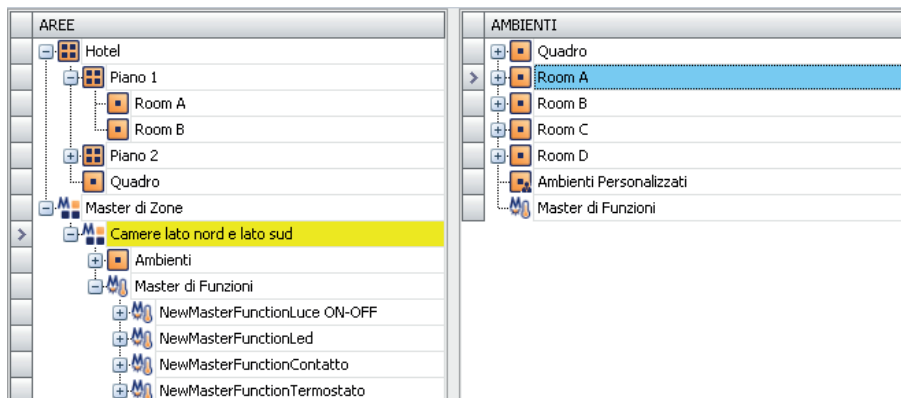 AREE
Hotel
Piano 1
Room A
Room B
Piano 2
Quadro
Master di Zone
Camere lato nord e lato sud
Ambienti
Master di Funzioni
NewMasterFunctionLuce ON-OFF
NewMasterFunctionLed
NewMasterFunctionContatto
NewMasterFunctionTermostato
AMBIENTI
Quadro
Room A
Room B
Room C
Room D
Ambienti Personalizzati
Master di Funzioni